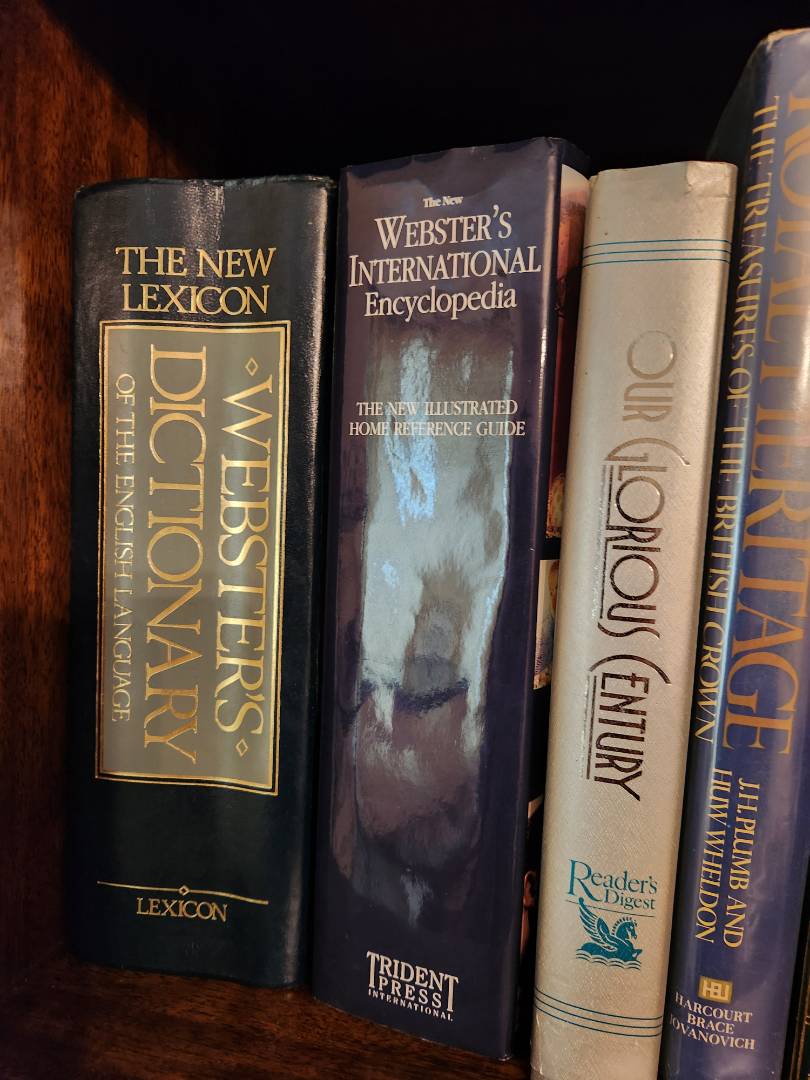 THE NEW
LEXICON
WEBSTER'S
DICTIONARY
OF THE ENGLISH LANGUAGE
LEXICON
The New
WEBSTER'S
INTERNATIONAL
Encyclopedia
THE NEW ILLUSTRATED
HOME REFERENCE GUIDE
TRIDENT
PRESS
INTERNATIONAL
OUR GLORIOUS CENTURY
Reader's
Digest
ROYAL HERITAGE
THE TREASURES OF THE BRITISH CROWN
J.H. PLUMB AND
HUW WHELDON
HBJ
HARCOURT
BRACE
JOVANOVICH